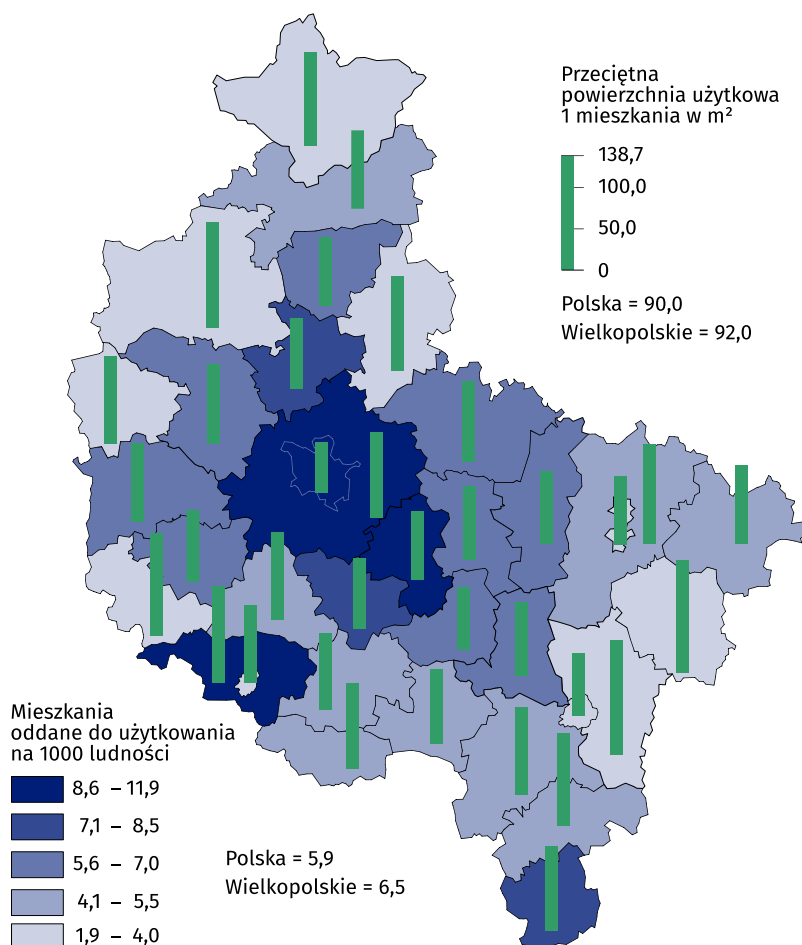 Przeciętna
powierzchnia użytkowa
1 mieszkania w m²
138,7
100,0
50,0
0
Polska = 90,0
Wielkopolskie = 92,0
Mieszkania
oddane do użytkowania
na 1000 ludności
8,6 – 11,9
7,1 – 8,5
5,6 – 7,0
4,1 – 5,5
1,9 – 4,0
Polska = 5,9
Wielkopolskie = 6,5